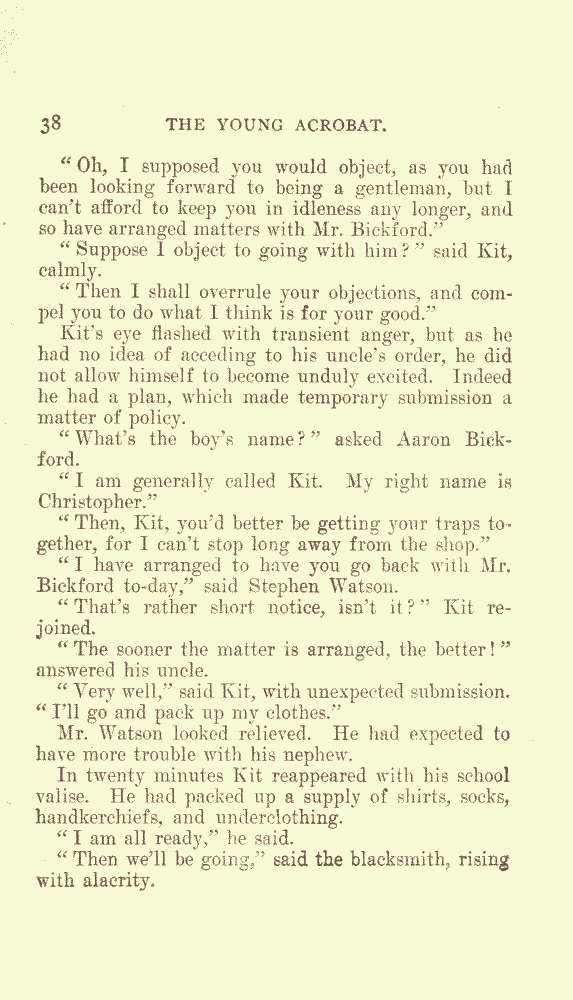 38 THE YOUNG ACROBAT.
“Oh, I supposed you would object, as you had
been looking forward to being a gentleman, but I
can’t afford to keep you in idleness any longer, and
so have arranged matters with Mr. Bickford.”
“Suppose I object to going with him?” said Kit,
calmly.
“Then I shall overrule your objections, and com-
pel you to do what I think is for your good.”
Kit’s eye flashed with transient anger, but as he
had no idea of acceding to his uncle’s order, he did
not allow himself to become unduly excited. Indeed
he had a plan, which made temporary submission a
matter of policy.
“What’s the boy’s name?” asked Aaron Bick-
ford.
“I am generally called Kit. My right name is
Christopher.”
“Then, Kit, you’d better be getting your traps to-
gether, for I can’t stop long away from the shop.”
“I have arranged to have you go back with Mr.
Bickford to-day,” said Stephen Watson.
“That’s rather short notice, isn’t it?” Kit re-
joined.
“The sooner the matter is arranged, the better!”
answered his uncle.
“Very well,” said Kit, with unexpected submission.
“I’ll go and pack up my clothes.”
Mr. Watson looked relieved. He had expected to
have more trouble with his nephew.
In twenty minutes Kit reappeared with his school
valise. He had packed up a supply of shirts, socks,
handkerchiefs, and underclothing.
“I am all ready,” he said.
“Then we’ll be going,” said the blacksmith, rising
with alacrity.